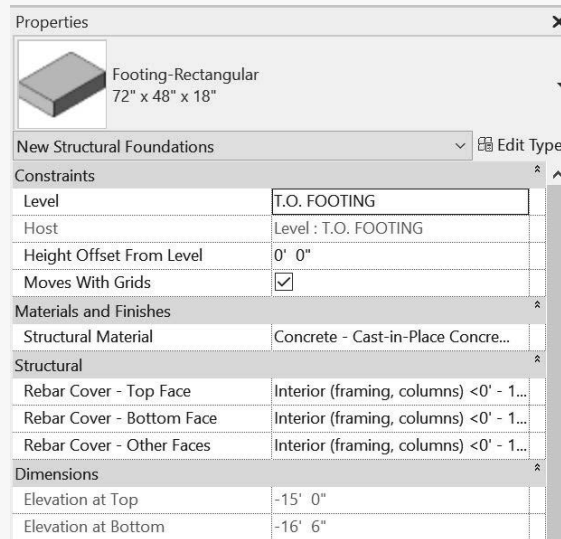 Properties
Footing-Rectangular
72" x 48" x 18"
New Structural Foundations Edit Type
Constraints
Level T.O. FOOTING
Host Level : T.O. FOOTING
Height Offset From Level 0' 0"
Moves With Grids
Materials and Finishes
Structural Material Concrete - Cast-in-Place Concre...
Structural
Rebar Cover - Top Face Interior (framing, columns) <0' - 1...
Rebar Cover - Bottom Face Interior (framing, columns) <0' - 1...
Rebar Cover - Other Faces Interior (framing, columns) <0' - 1...
Dimensions
Elevation at Top -15' 0"
Elevation at Bottom -16' 6"